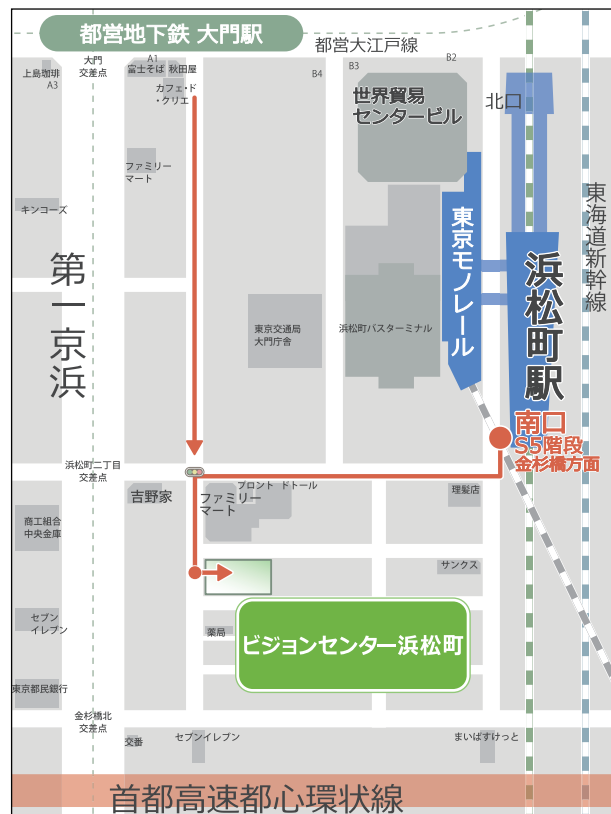 都営地下鉄 大門駅
都営大江戸線
大門
交差点
A1
富士そば
秋田屋
上島珈琲
A3
カフェ・ド
・クリエ
B4
B3
B2
世界貿易
センタービル
北口
ファミリー
マート
キンコーズ
東海道新幹線
東京モノレール
第一京浜
浜松町駅
東京交通局
大門庁舎
浜松町バスターミナル
南口
S5階段
金杉橋方面
浜松町二丁目
交差点
吉野家
ファミリー
マート
プロント
ドトール
理髪店
商工組合
中央金庫
サンクス
セブン
イレブン
薬局
ビジョンセンター浜松町
東京都民銀行
金杉橋北
交差点
交番
セブンイレブン
まいばすけっと
首都高速都心環状線